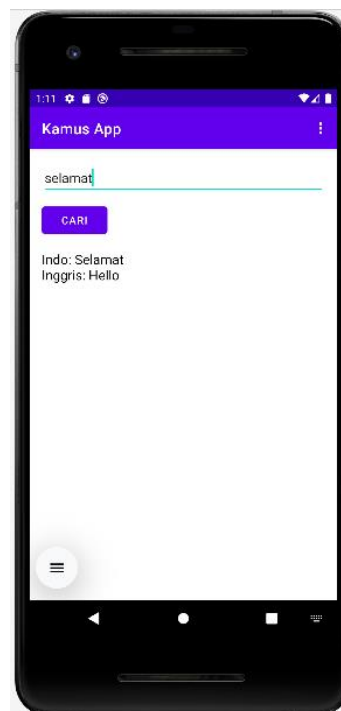 1:11
Kamus App
selamat
CARI
Indo: Selamat
Inggris: Hello